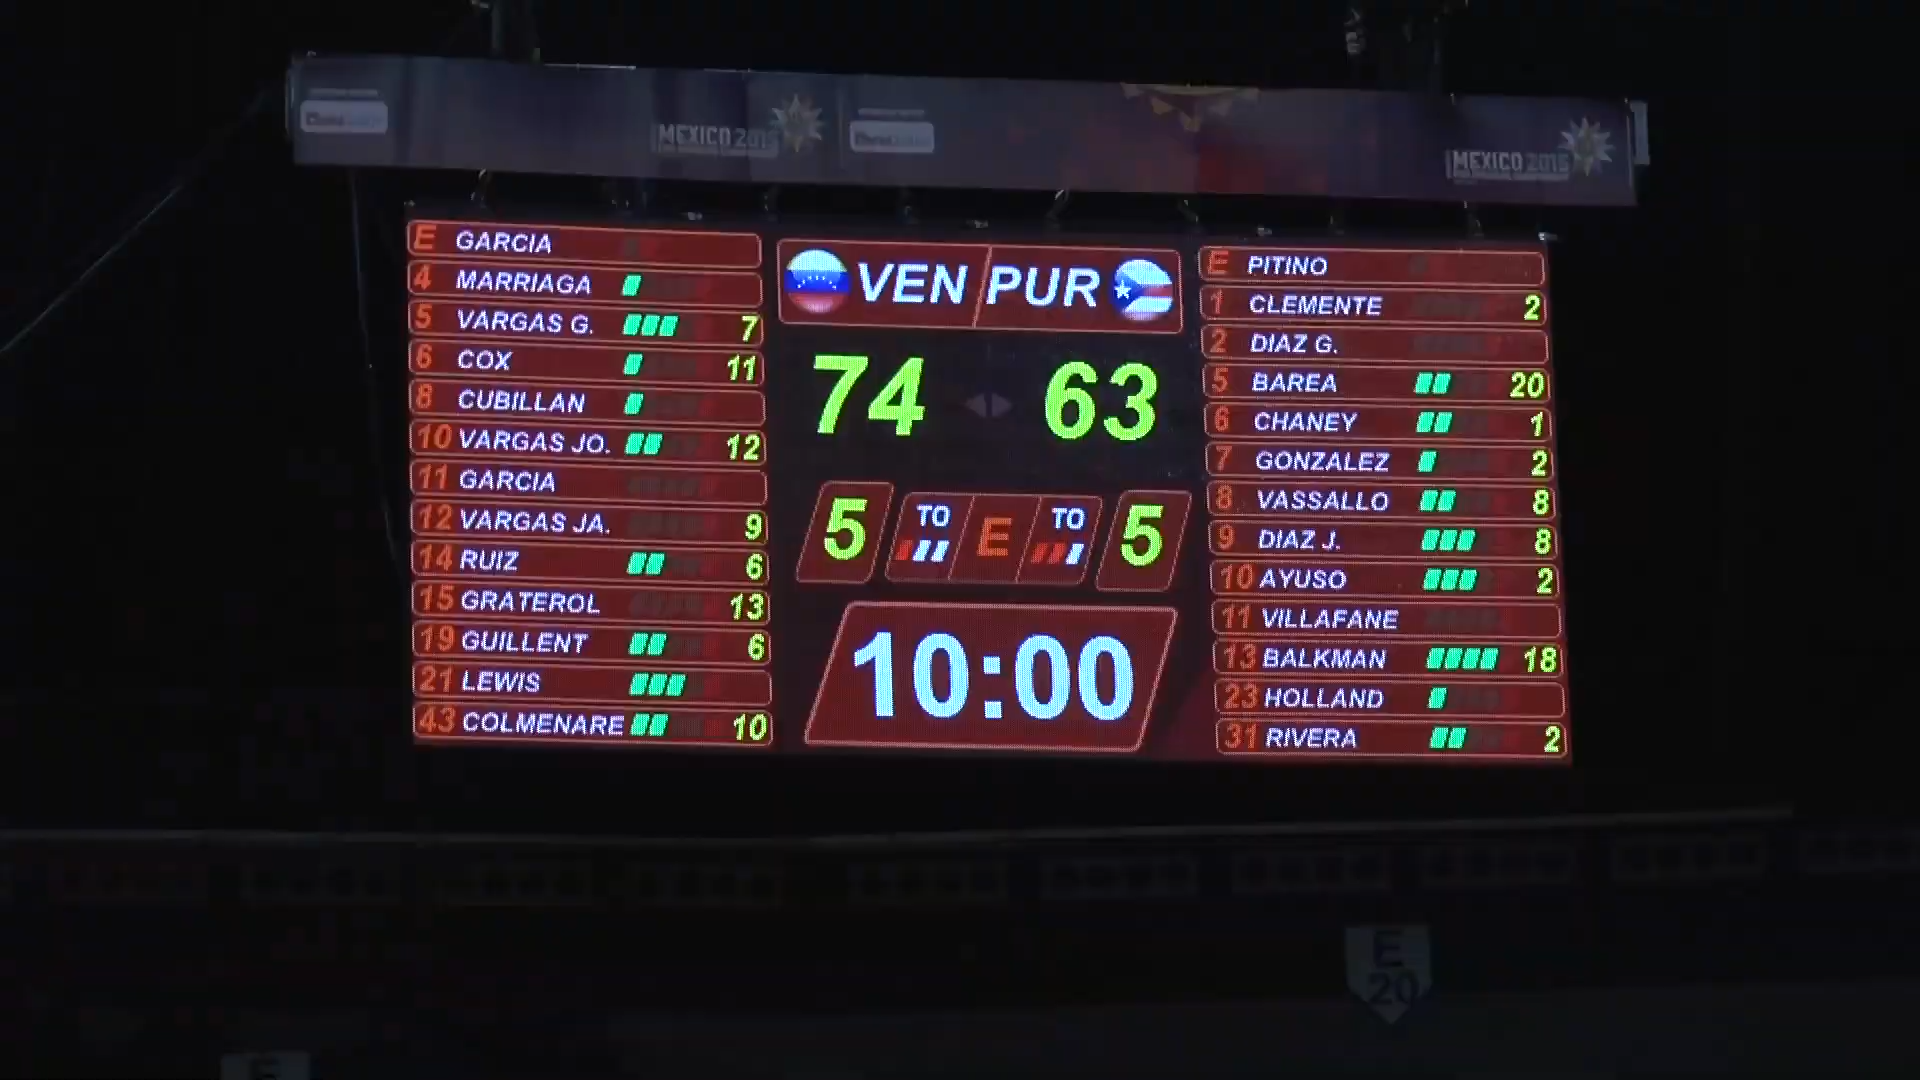 MEXICO 2015
MEXICO 2015
E GARCIA
4 MARRIAGA
5 VARGAS G. 7
6 COX 11
8 CUBILLAN
10 VARGAS JO. 12
11 GARCIA
12 VARGAS JA. 9
14 RUIZ 6
15 GRATEROL 13
19 GUILLENT 6
21 LEWIS
43 COLMENARE 10
VEN PUR
74 63
5 TO E TO 5
10:00
E PITINO
1 CLEMENTE 2
2 DIAZ G.
5 BAREA 20
6 CHANEY 1
7 GONZALEZ 2
8 VASSALLO 8
9 DIAZ J. 8
10 AYUSO 2
11 VILLAFANE
13 BALKMAN 18
23 HOLLAND
31 RIVERA 2
E
20
E